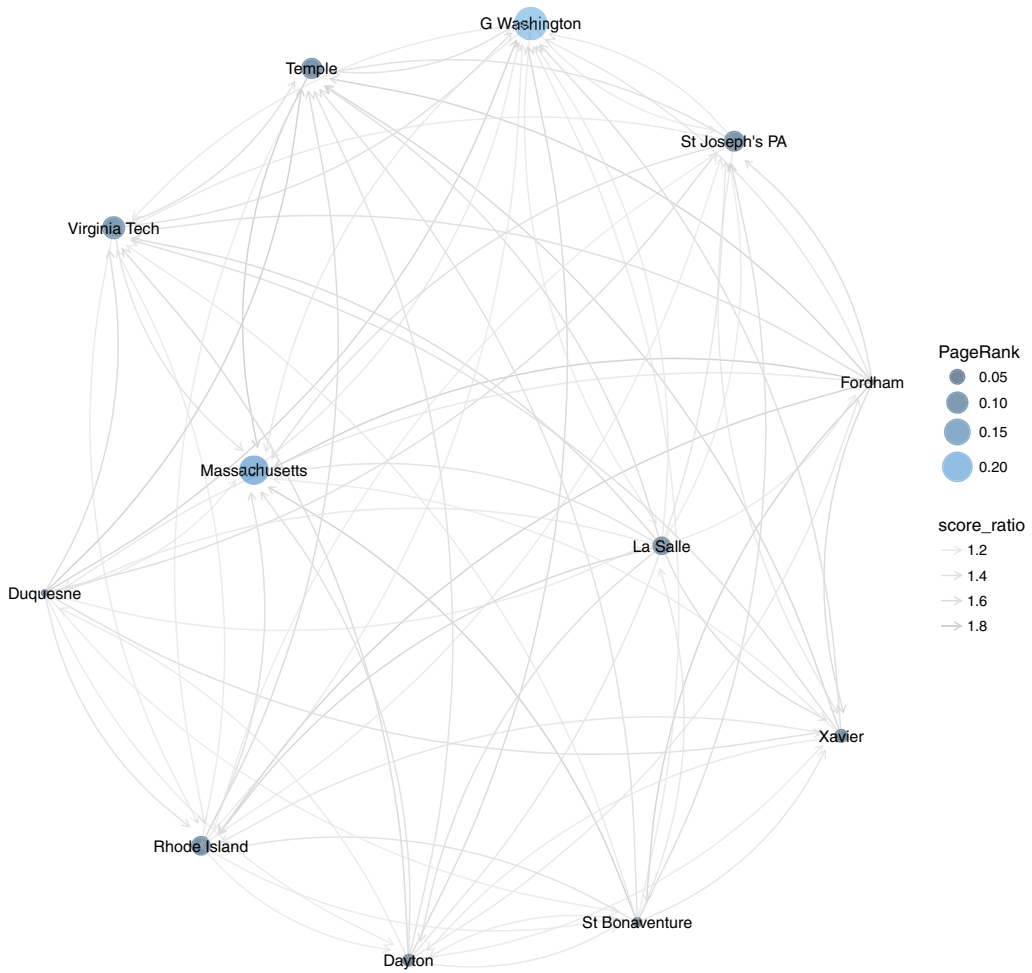 G Washington
Temple
St Joseph's PA
Virginia Tech
Fordham
Massachusetts
La Salle
Duquesne
Xavier
Rhode Island
St Bonaventure
Dayton
PageRank
0.05
0.10
0.15
0.20
score_ratio
1.2
1.4
1.6
1.8